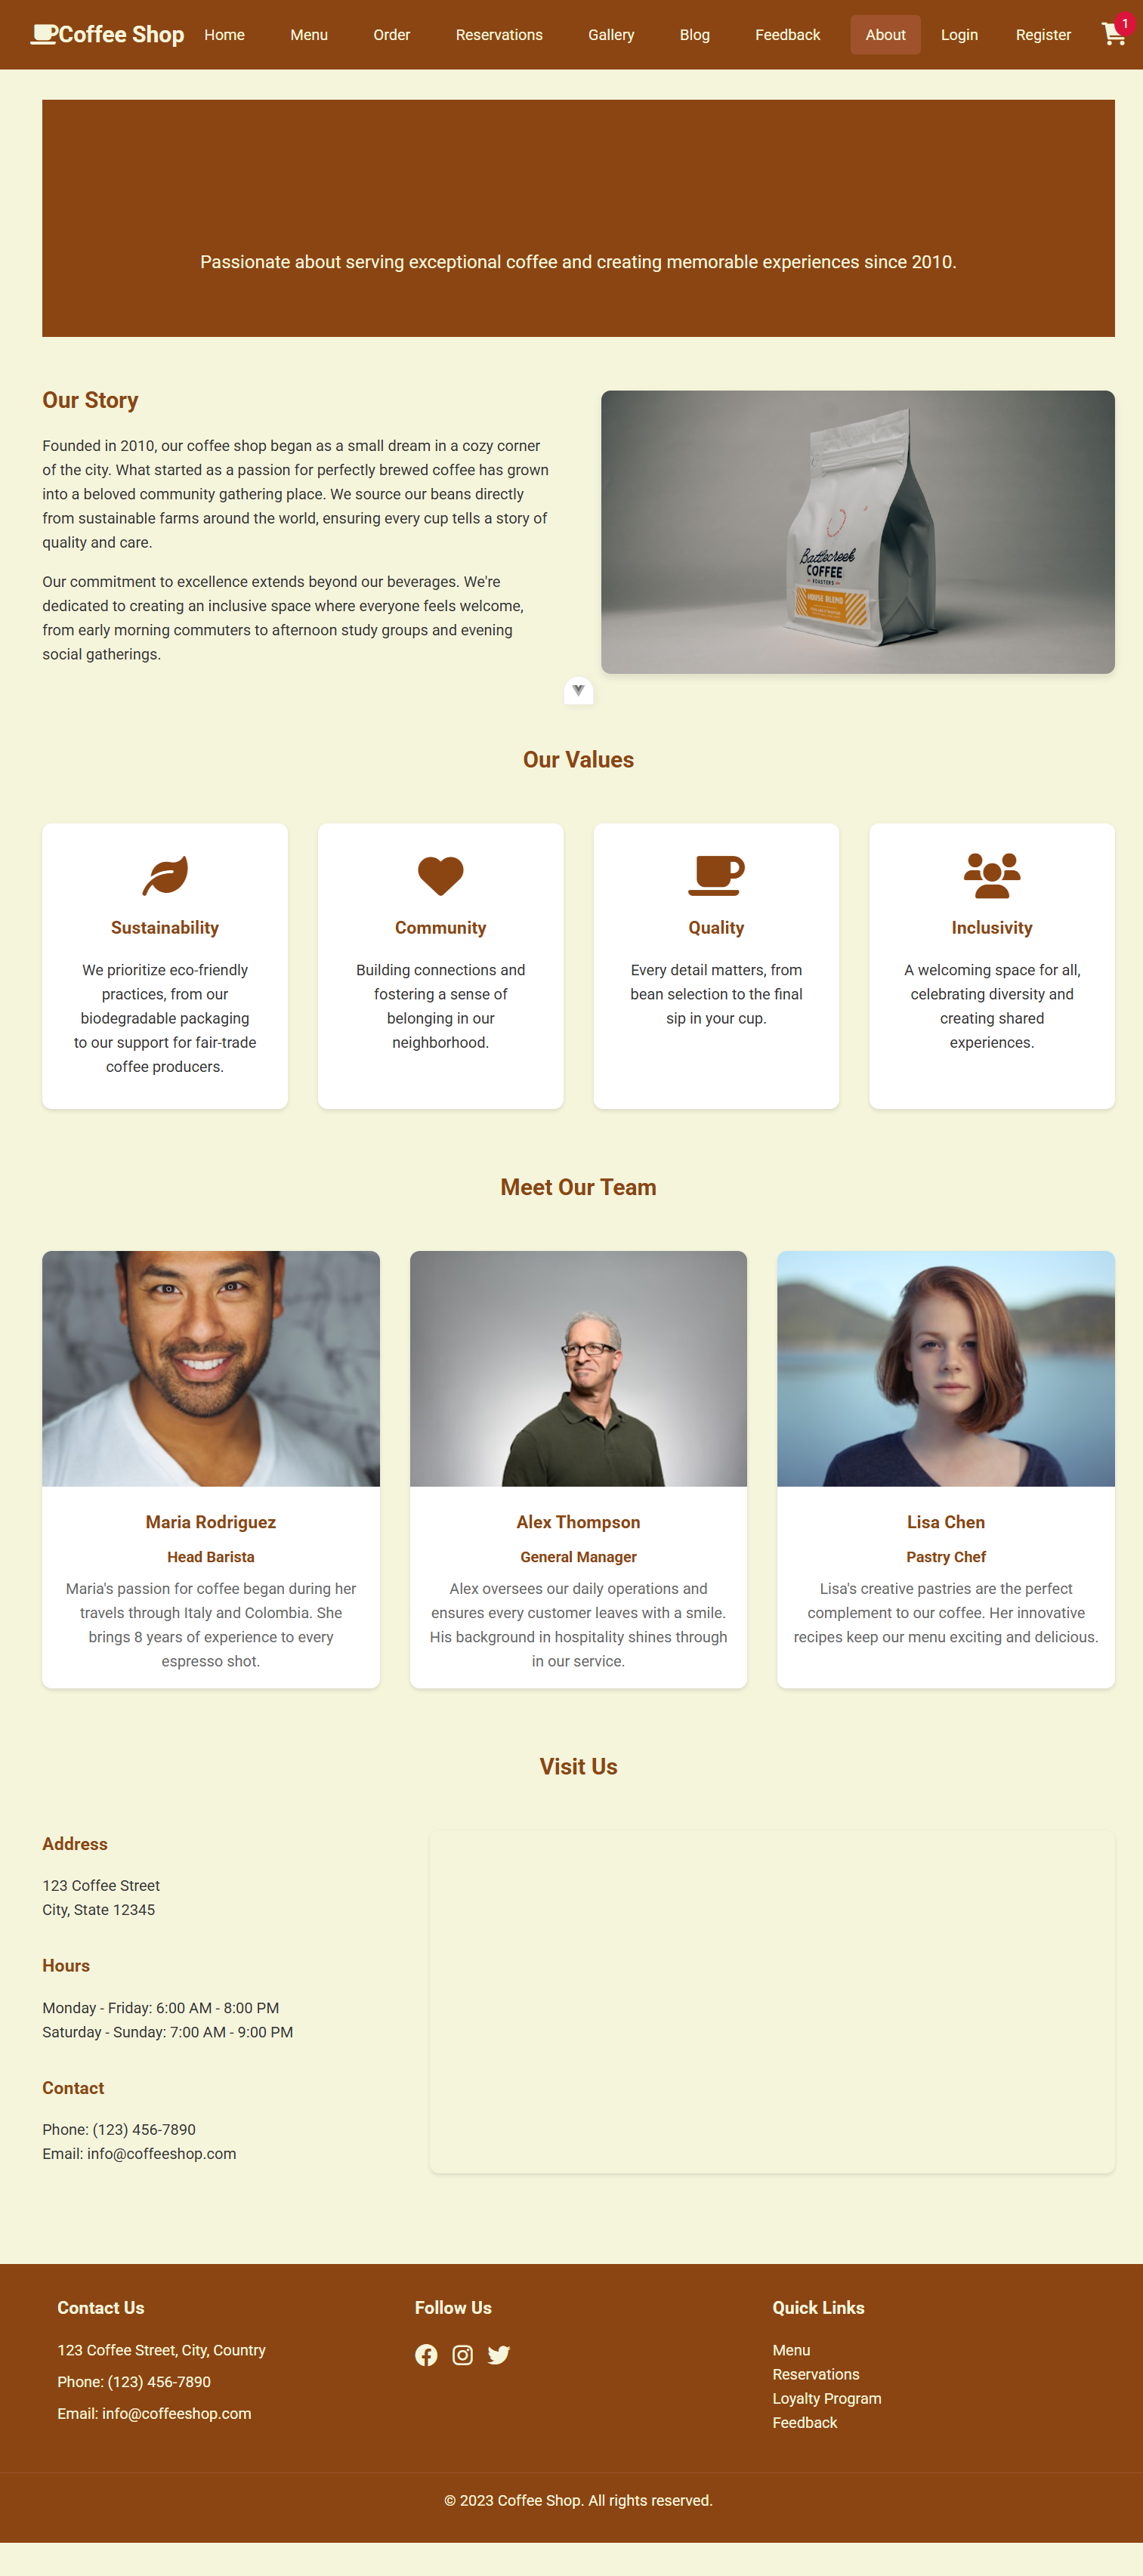 Coffee Shop Home Menu Order Reservations Gallery Blog Feedback About Login Register 1
Passionate about serving exceptional coffee and creating memorable experiences since 2010.
Our Story
Founded in 2010, our coffee shop began as a small dream in a cozy corner
of the city. What started as a passion for perfectly brewed coffee has grown
into a beloved community gathering place. We source our beans directly
from sustainable farms around the world, ensuring every cup tells a story of
quality and care.
Our commitment to excellence extends beyond our beverages. We're
dedicated to creating an inclusive space where everyone feels welcome,
from early morning commuters to afternoon study groups and evening
social gatherings.
Battlecreek
COFFEE
ROASTERS
HOUSE BLEND
Our Values
Sustainability
We prioritize eco-friendly
practices, from our
biodegradable packaging
to our support for fair-trade
coffee producers.
Community
Building connections and
fostering a sense of
belonging in our
neighborhood.
Quality
Every detail matters, from
bean selection to the final
sip in your cup.
Inclusivity
A welcoming space for all,
celebrating diversity and
creating shared
experiences.
Meet Our Team
Maria Rodriguez
Head Barista
Maria's passion for coffee began during her
travels through Italy and Colombia. She
brings 8 years of experience to every
espresso shot.
Alex Thompson
General Manager
Alex oversees our daily operations and
ensures every customer leaves with a smile.
His background in hospitality shines through
in our service.
Lisa Chen
Pastry Chef
Lisa's creative pastries are the perfect
complement to our coffee. Her innovative
recipes keep our menu exciting and delicious.
Visit Us
Address
123 Coffee Street
City, State 12345
Hours
Monday - Friday: 6:00 AM - 8:00 PM
Saturday - Sunday: 7:00 AM - 9:00 PM
Contact
Phone: (123) 456-7890
Email: info@coffeeshop.com
Contact Us
123 Coffee Street, City, Country
Phone: (123) 456-7890
Email: info@coffeeshop.com
Follow Us
Quick Links
Menu
Reservations
Loyalty Program
Feedback
© 2023 Coffee Shop. All rights reserved.